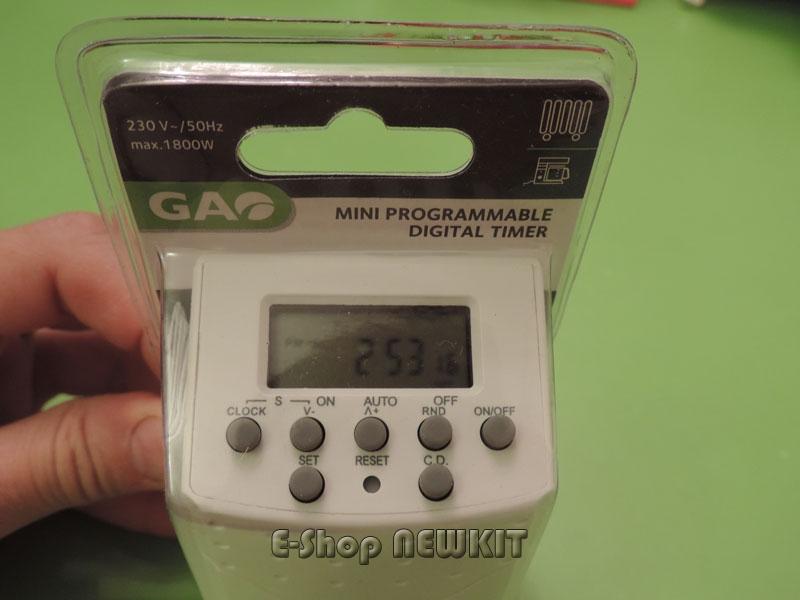 230 V~/50Hz
max.1800W
GAO
MINI PROGRAMMABLE
DIGITAL TIMER
2 53
S ON AUTO OFF
CLOCK V- Λ+ RND ON/OFF
SET RESET C.D.
E-Shop NEWKIT